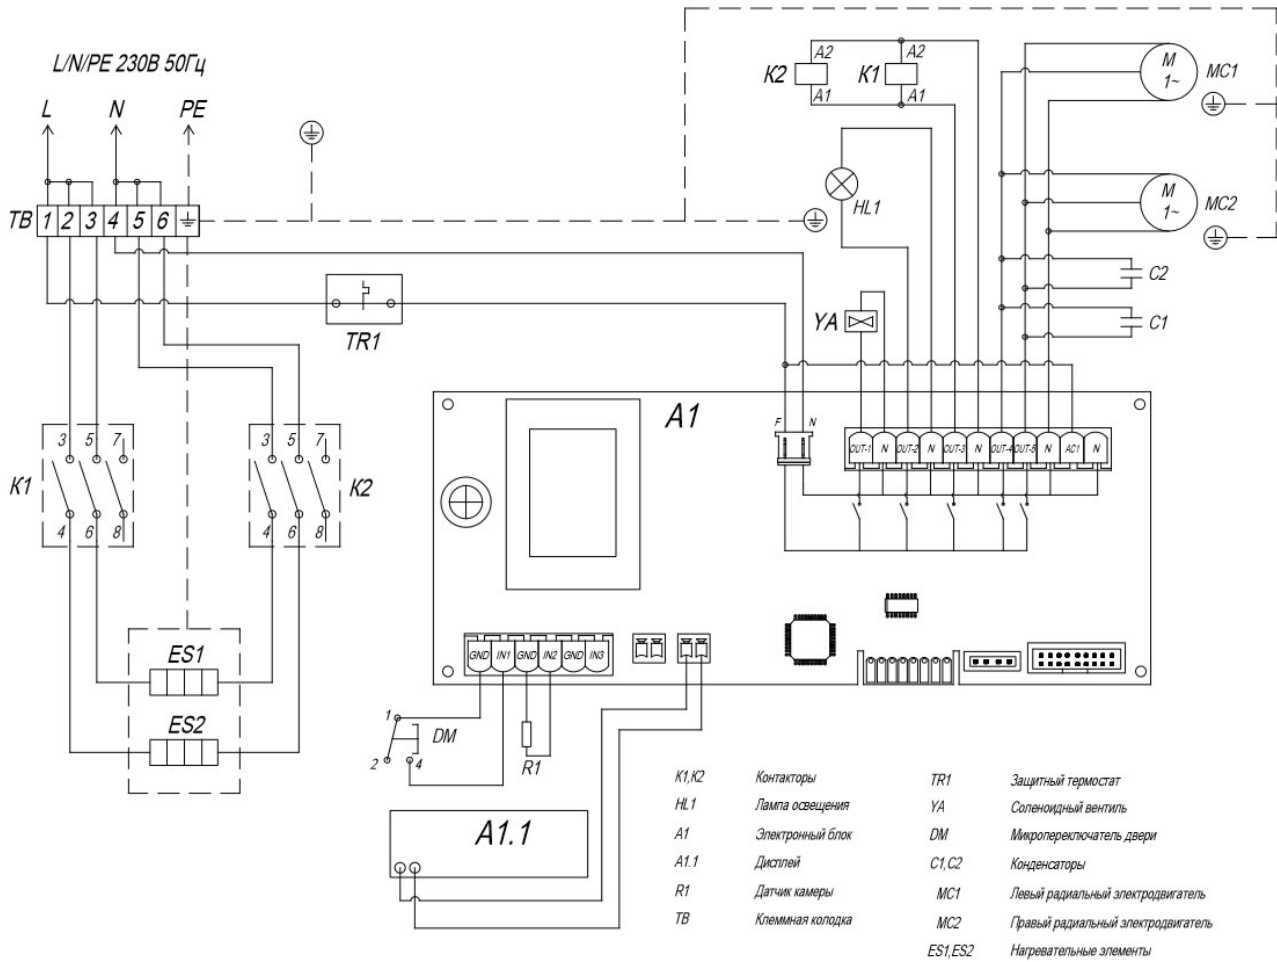 L/N/PE 230В 50Гц
L N PE
TB 1 2 3 4 5 6
A2 A2
K2 K1
A1 A1
M 1~ MC1
HL1
M 1~ MC2
C2
C1
TR1
YA
A1
F N
OUT-1 N OUT-2 N OUT-3 N OUT-4 OUT-5 N AC1 N
3 5 7 3 5 7
K1 K2
4 6 8 4 6 8
ES1
ES2
GND IN1 GND IN2 GND IN3
1
DM
2 4
R1
A1.1
K1,K2 Контакторы
HL1 Лампа освещения
A1 Электронный блок
A1.1 Дисплей
R1 Датчик камеры
TB Клеммная колодка
TR1 Защитный термостат
YA Соленоидный вентиль
DM Микропереключатель двери
C1,C2 Конденсаторы
MC1 Левый радиальный электродвигатель
MC2 Правый радиальный электродвигатель
ES1,ES2 Нагревательные элементы